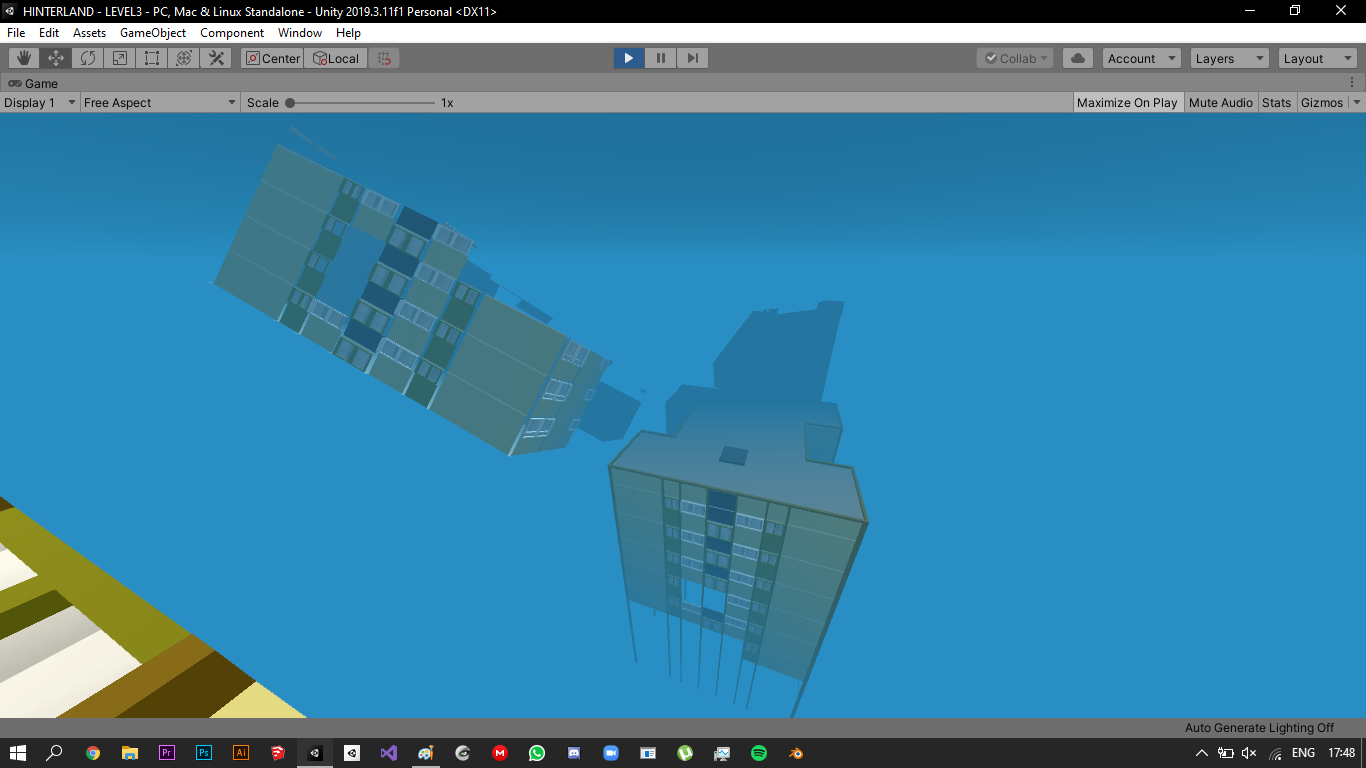 HINTERLAND - LEVEL3 - PC, Mac & Linux Standalone - Unity 2019.3.11f1 Personal <DX11>
File Edit Assets GameObject Component Window Help
Center Local Collab Account Layers Layout
Game
Display 1 Free Aspect Scale 1x Maximize On Play Mute Audio Stats Gizmos
Auto Generate Lighting Off
Pr Ps Ai ENG 17:48